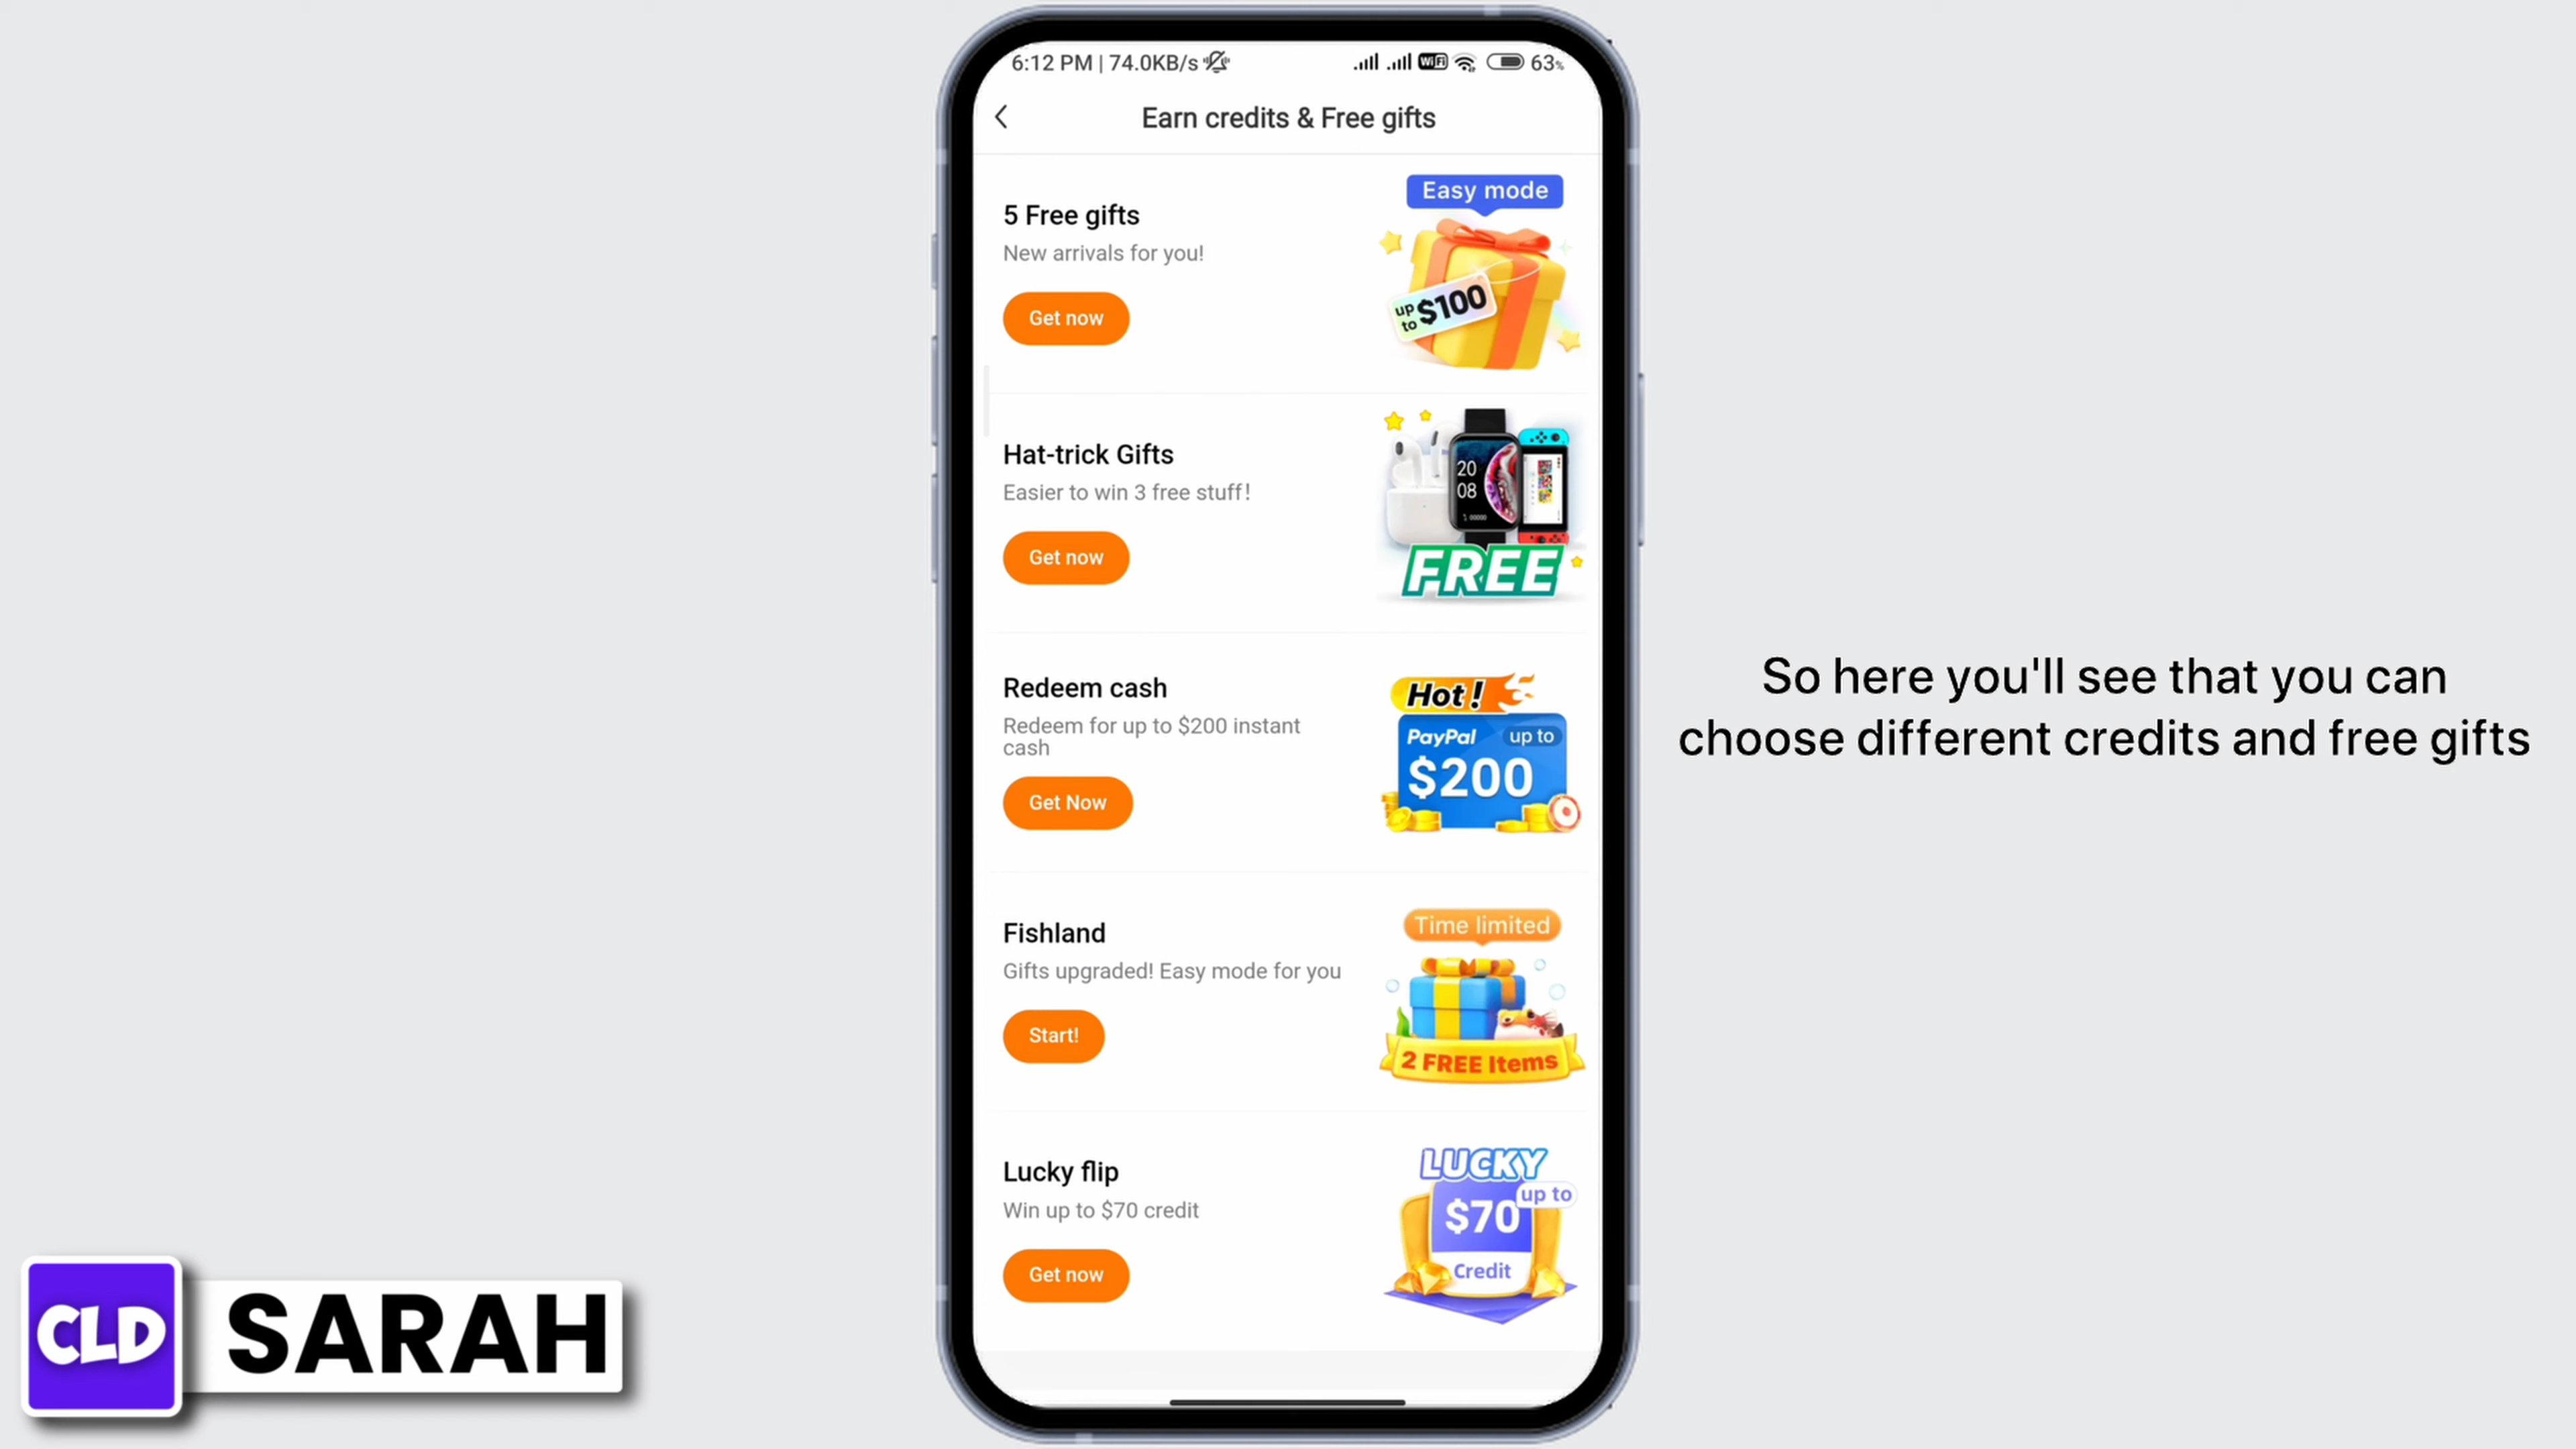 6:12 PM | 74.0KB/s
WiFi
63%
Earn credits & Free gifts
Easy mode
5 Free gifts
New arrivals for you!
up to $100
Get now
Hat-trick Gifts
Easier to win 3 free stuff!
20
08
Get now
FREE
Redeem cash
Hot!
Redeem for up to $200 instant
cash
PayPal up to
$200
Get Now
Time limited
Fishland
Gifts upgraded! Easy mode for you
Start!
2 FREE Items
LUCKY
Lucky flip
up to
Win up to $70 credit
$70
Credit
Get now
So here you'll see that you can
choose different credits and free gifts
CLD SARAH